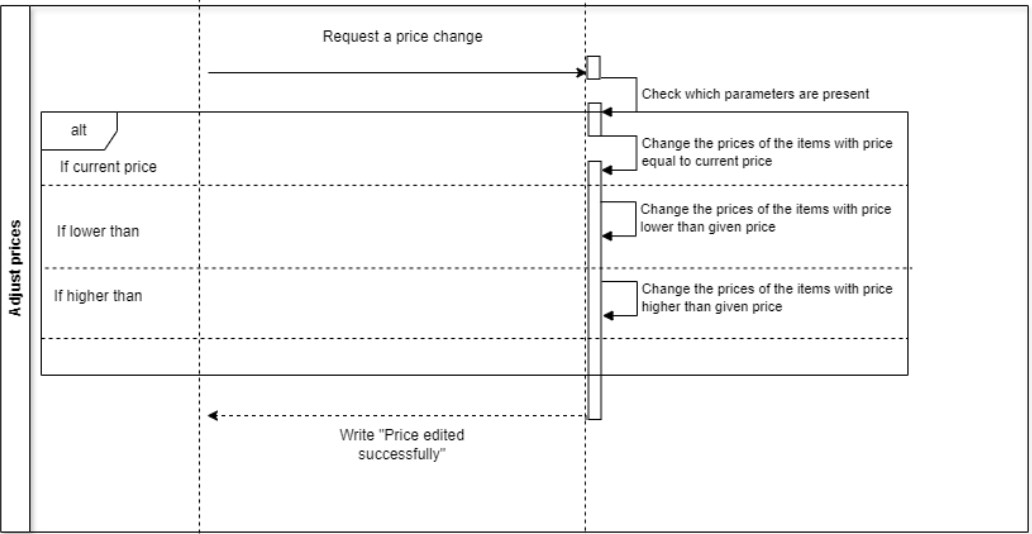 Adjust prices
Request a price change
Check which parameters are present
alt
Change the prices of the items with price
equal to current price
If current price
Change the prices of the items with price
lower than given price
If lower than
Change the prices of the items with price
higher than given price
If higher than
Write "Price edited
successfully"